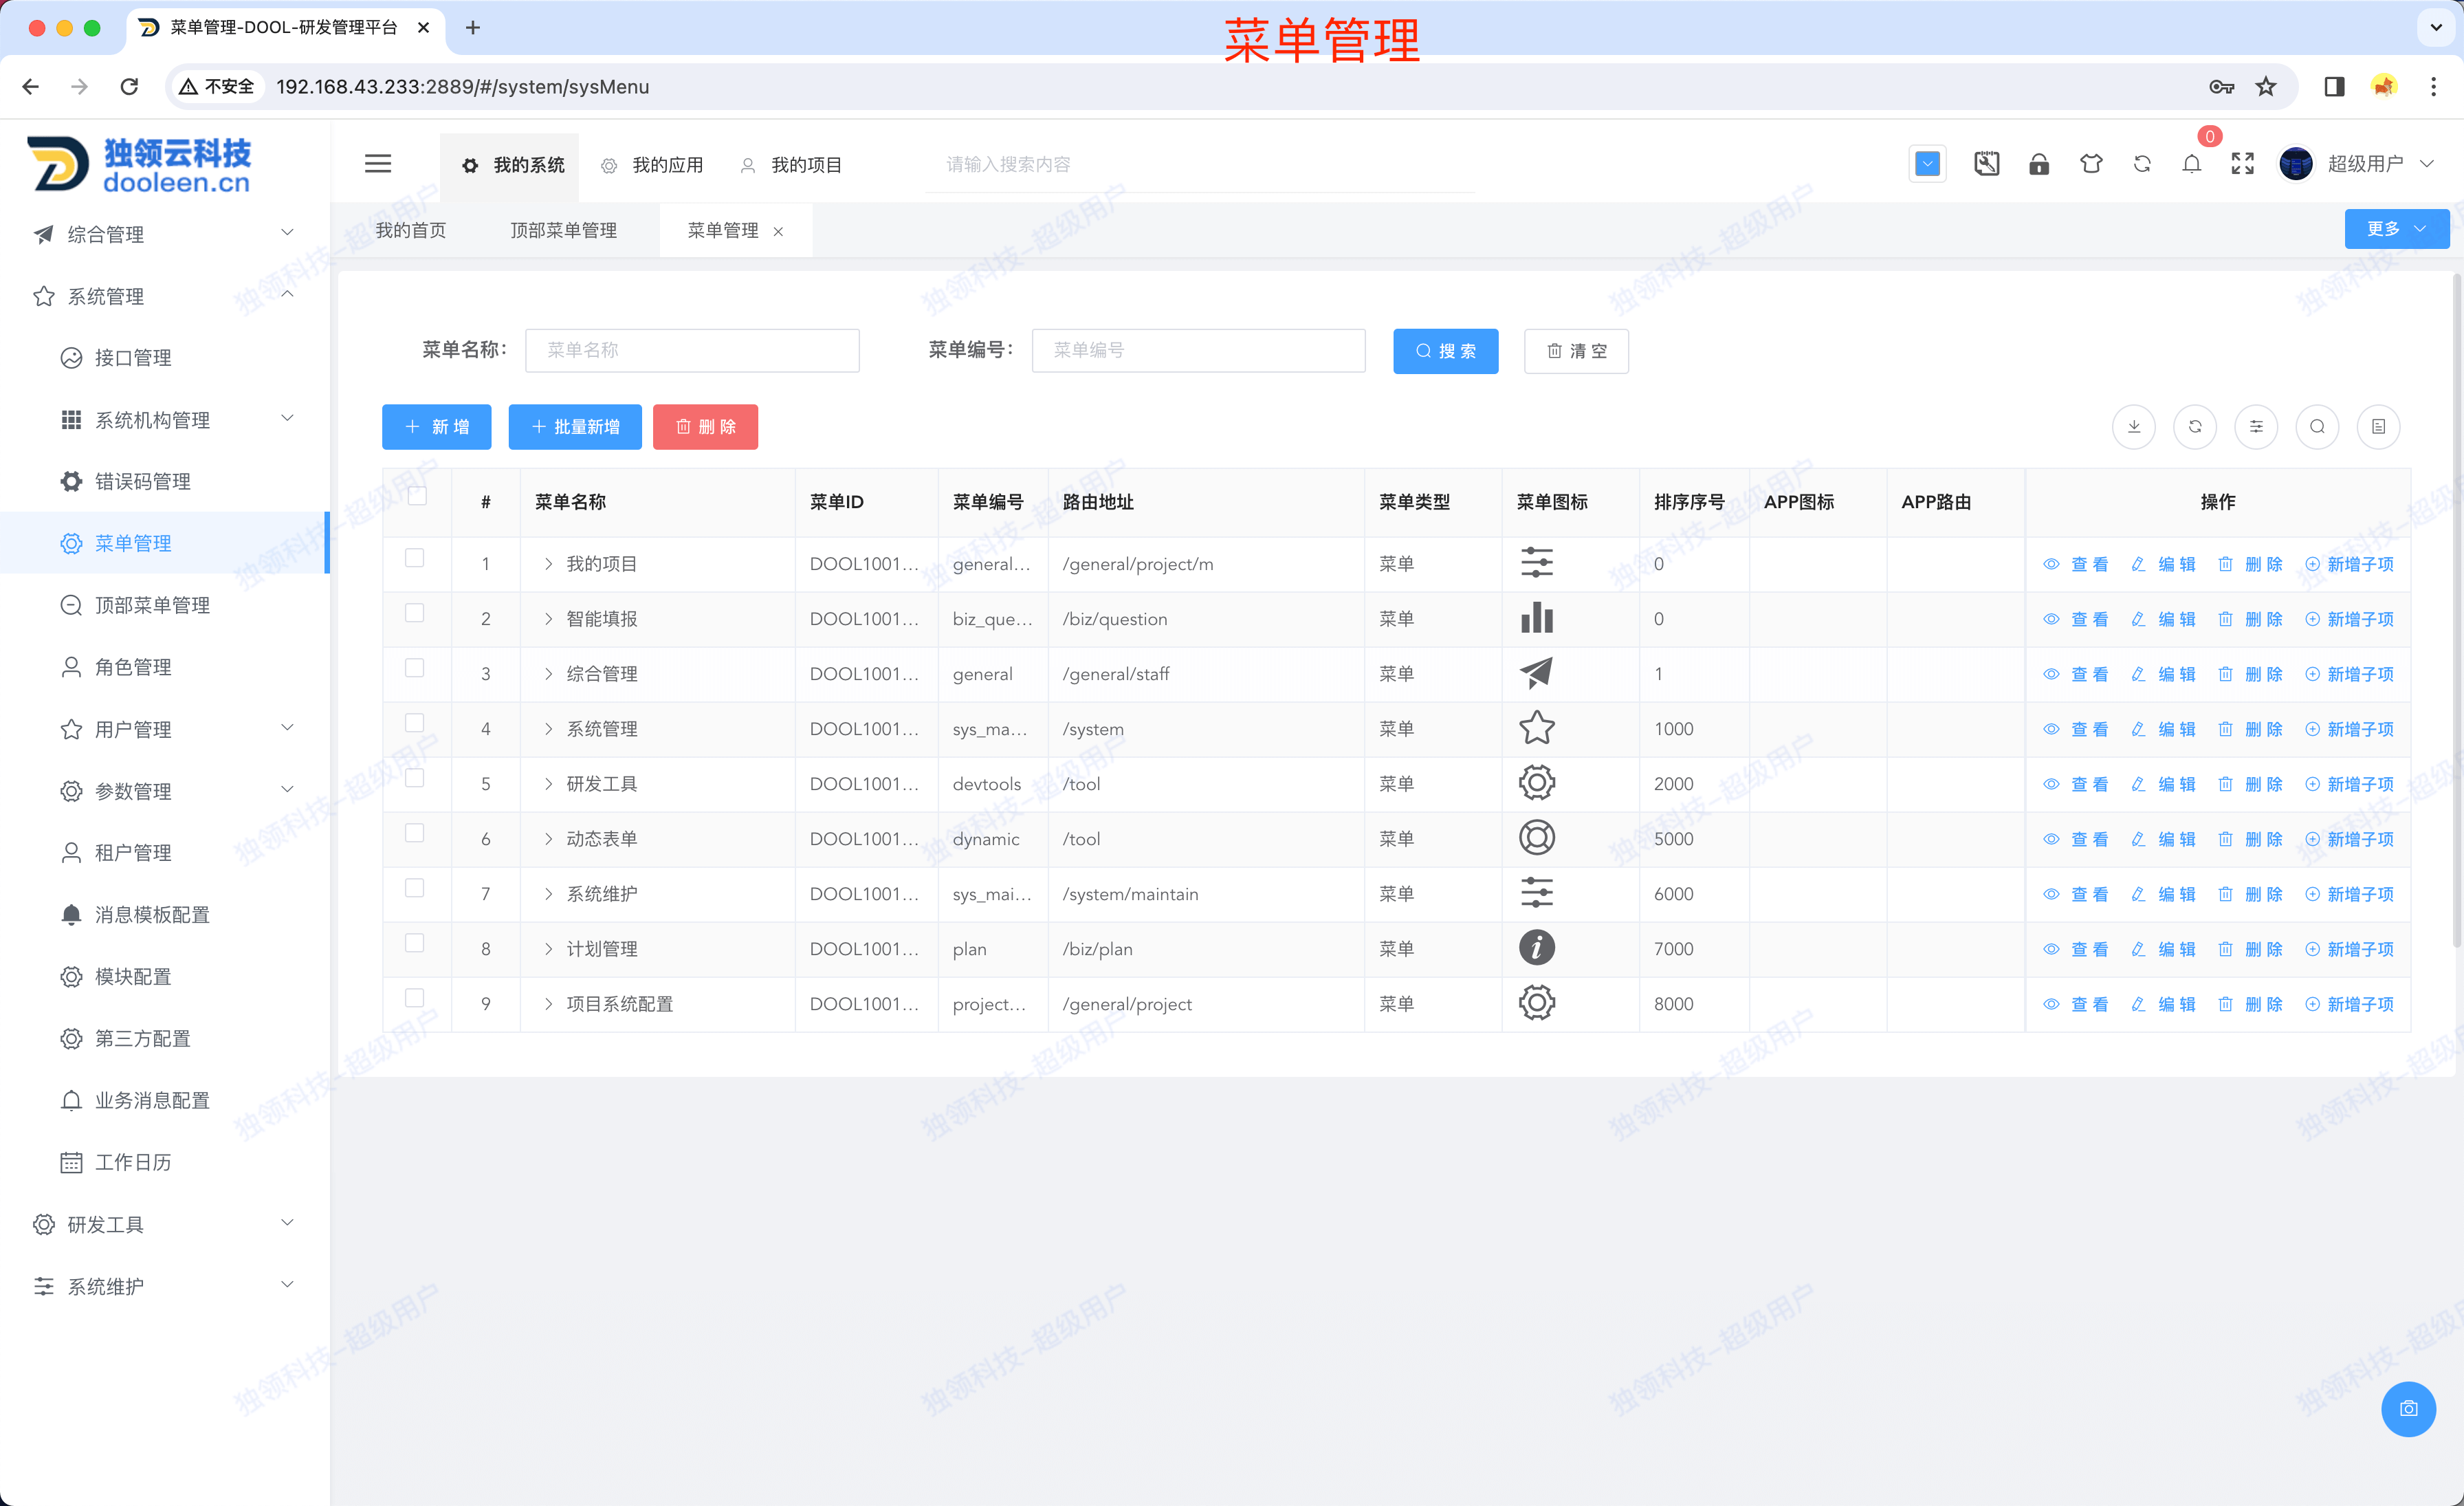 菜单管理-DOOL-研发管理平台
菜单管理
不安全 192.168.43.233:2889/#/system/sysMenu
独领云科技
dooleen.cn
我的系统 我的应用 我的项目 请输入搜索内容
0
超级用户
我的首页 顶部菜单管理 菜单管理
更多
综合管理
系统管理
接口管理
系统机构管理
错误码管理
菜单管理
顶部菜单管理
角色管理
用户管理
参数管理
租户管理
消息模板配置
模块配置
第三方配置
业务消息配置
工作日历
研发工具
系统维护
菜单名称: 菜单名称 菜单编号: 菜单编号 搜 索 清 空
新 增 批量新增 删 除
# 菜单名称 菜单ID 菜单编号 路由地址 菜单类型 菜单图标 排序序号 APP图标 APP路由 操作
1 我的项目 DOOL1001... general... /general/project/m 菜单 0 查 看 编 辑 删 除 新增子项
2 智能填报 DOOL1001... biz_que... /biz/question 菜单 0 查 看 编 辑 删 除 新增子项
3 综合管理 DOOL1001... general /general/staff 菜单 1 查 看 编 辑 删 除 新增子项
4 系统管理 DOOL1001... sys_ma... /system 菜单 1000 查 看 编 辑 删 除 新增子项
5 研发工具 DOOL1001... devtools /tool 菜单 2000 查 看 编 辑 删 除 新增子项
6 动态表单 DOOL1001... dynamic /tool 菜单 5000 查 看 编 辑 删 除 新增子项
7 系统维护 DOOL1001... sys_mai... /system/maintain 菜单 6000 查 看 编 辑 删 除 新增子项
8 计划管理 DOOL1001... plan /biz/plan 菜单 7000 查 看 编 辑 删 除 新增子项
9 项目系统配置 DOOL1001... project... /general/project 菜单 8000 查 看 编 辑 删 除 新增子项
独领科技-超级用户